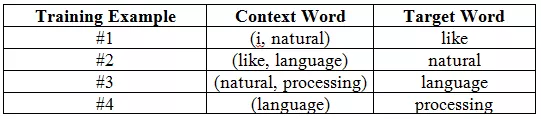 Training Example Context Word Target Word
#1 (i, natural) like
#2 (like, language) natural
#3 (natural, processing) language
#4 (language) processing